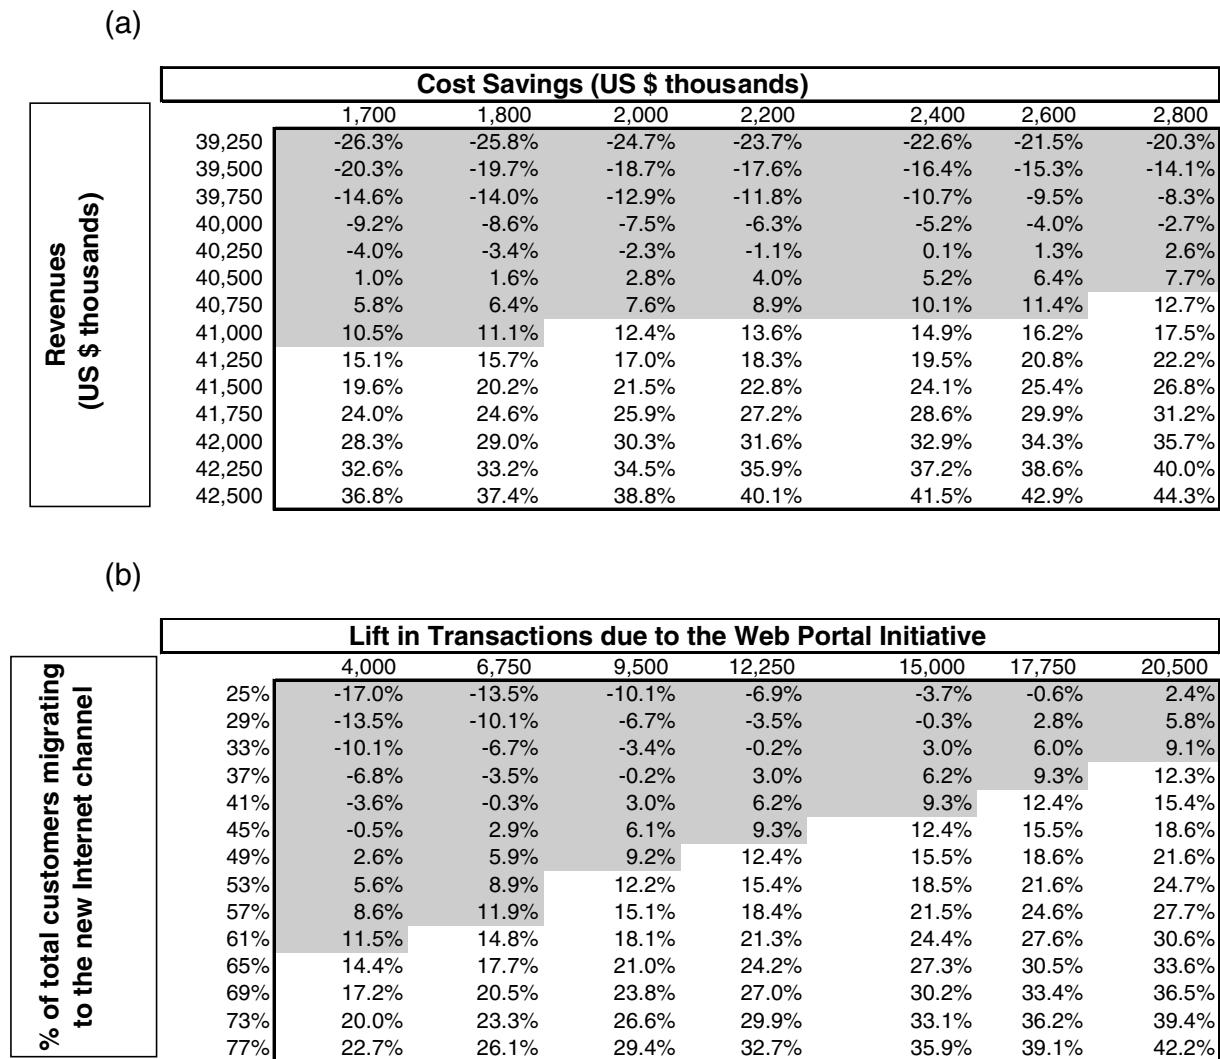 (a)
Cost Savings (US $ thousands)
Revenues
(US $ thousands)
1,700 1,800 2,000 2,200 2,400 2,600 2,800
39,250 -26.3% -25.8% -24.7% -23.7% -22.6% -21.5% -20.3%
39,500 -20.3% -19.7% -18.7% -17.6% -16.4% -15.3% -14.1%
39,750 -14.6% -14.0% -12.9% -11.8% -10.7% -9.5% -8.3%
40,000 -9.2% -8.6% -7.5% -6.3% -5.2% -4.0% -2.7%
40,250 -4.0% -3.4% -2.3% -1.1% 0.1% 1.3% 2.6%
40,500 1.0% 1.6% 2.8% 4.0% 5.2% 6.4% 7.7%
40,750 5.8% 6.4% 7.6% 8.9% 10.1% 11.4% 12.7%
41,000 10.5% 11.1% 12.4% 13.6% 14.9% 16.2% 17.5%
41,250 15.1% 15.7% 17.0% 18.3% 19.5% 20.8% 22.2%
41,500 19.6% 20.2% 21.5% 22.8% 24.1% 25.4% 26.8%
41,750 24.0% 24.6% 25.9% 27.2% 28.6% 29.9% 31.2%
42,000 28.3% 29.0% 30.3% 31.6% 32.9% 34.3% 35.7%
42,250 32.6% 33.2% 34.5% 35.9% 37.2% 38.6% 40.0%
42,500 36.8% 37.4% 38.8% 40.1% 41.5% 42.9% 44.3%
(b)
Lift in Transactions due to the Web Portal Initiative
% of total customers migrating
to the new Internet channel
4,000 6,750 9,500 12,250 15,000 17,750 20,500
25% -17.0% -13.5% -10.1% -6.9% -3.7% -0.6% 2.4%
29% -13.5% -10.1% -6.7% -3.5% -0.3% 2.8% 5.8%
33% -10.1% -6.7% -3.4% -0.2% 3.0% 6.0% 9.1%
37% -6.8% -3.5% -0.2% 3.0% 6.2% 9.3% 12.3%
41% -3.6% -0.3% 3.0% 6.2% 9.3% 12.4% 15.4%
45% -0.5% 2.9% 6.1% 9.3% 12.4% 15.5% 18.6%
49% 2.6% 5.9% 9.2% 12.4% 15.5% 18.6% 21.6%
53% 5.6% 8.9% 12.2% 15.4% 18.5% 21.6% 24.7%
57% 8.6% 11.9% 15.1% 18.4% 21.5% 24.6% 27.7%
61% 11.5% 14.8% 18.1% 21.3% 24.4% 27.6% 30.6%
65% 14.4% 17.7% 21.0% 24.2% 27.3% 30.5% 33.6%
69% 17.2% 20.5% 23.8% 27.0% 30.2% 33.4% 36.5%
73% 20.0% 23.3% 26.6% 29.9% 33.1% 36.2% 39.4%
77% 22.7% 26.1% 29.4% 32.7% 35.9% 39.1% 42.2%